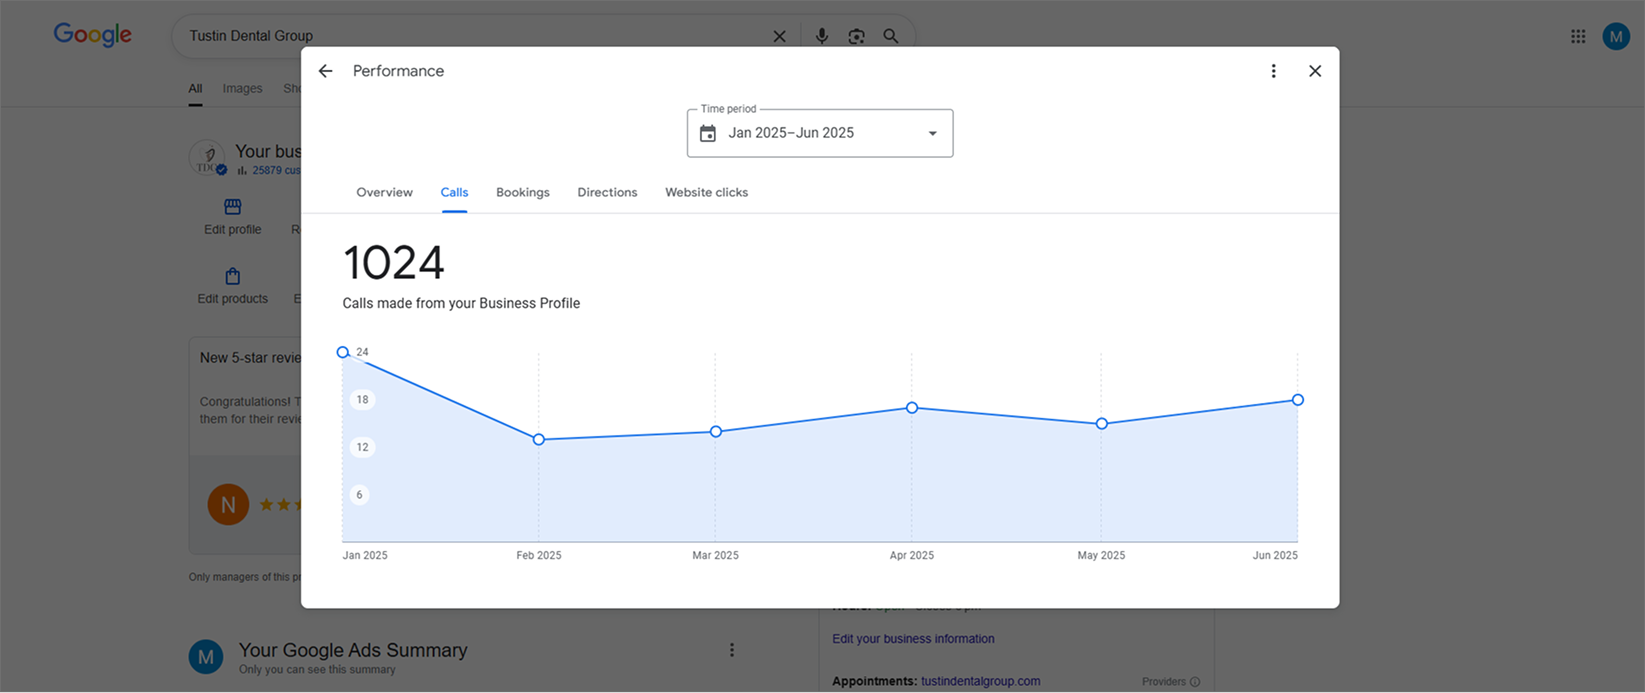 Google
Tustin Dental Group
M
All Images Sho
Performance
Time period
Jan 2025–Jun 2025
Your bus
TDG
25879 cus
Overview Calls Bookings Directions Website clicks
Edit profile R
1024
Edit products E
Calls made from your Business Profile
New 5-star revie
Congratulations! T
them for their revie
24
18
12
6
N
Jan 2025 Feb 2025 Mar 2025 Apr 2025 May 2025 Jun 2025
Only managers of this pr
M
Your Google Ads Summary
Only you can see this summary
Edit your business information
Appointments: tustindentalgroup.com
Providers